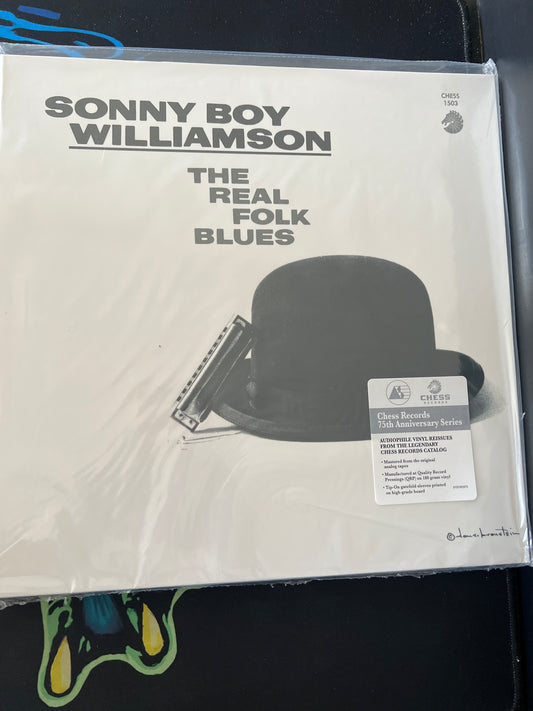 SONNY BOY
WILLIAMSON
CHESS
1503
THE
REAL
FOLK
BLUES
CHESS
RECORDS
Chess Records
75th Anniversary Series
AUDIOPHILE VINYL REISSUES
FROM THE LEGENDARY
CHESS RECORDS CATALOG
• Mastered from the original
analog tapes
• Manufactured at Quality Record
Pressings (QRP) on 180 gram vinyl
• Tip-On gatefold sleeves printed
on high-grade board
©